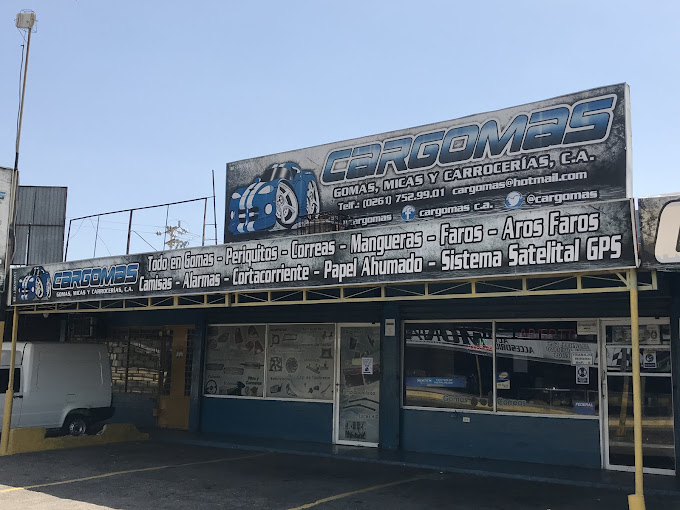 CARGOMAS
GOMAS, MICAS Y CARROCERÍAS, C.A.
Telf.: (0261) 752.99.01 cargomas@hotmail.com
cargomas cargomas c.a. @cargomas
CARGOMAS
GOMAS, MICAS Y CARROCERÍAS, C.A.
Todo en Gomas - Periquitos - Correas - Mangueras - Faros - Aros Faros
Camisas - Alarmas - Cortacorriente - Papel Ahumado - Sistema Satelital GPS